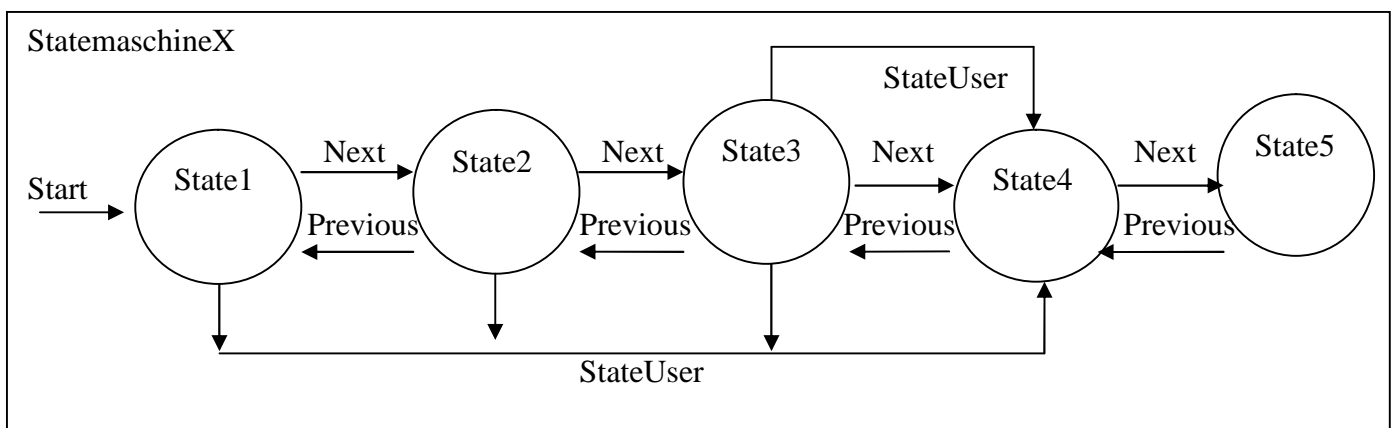 StatemaschineX
StateUser
Start
State1
Next
Previous
State2
Next
Previous
State3
Next
Previous
State4
Next
Previous
State5
StateUser